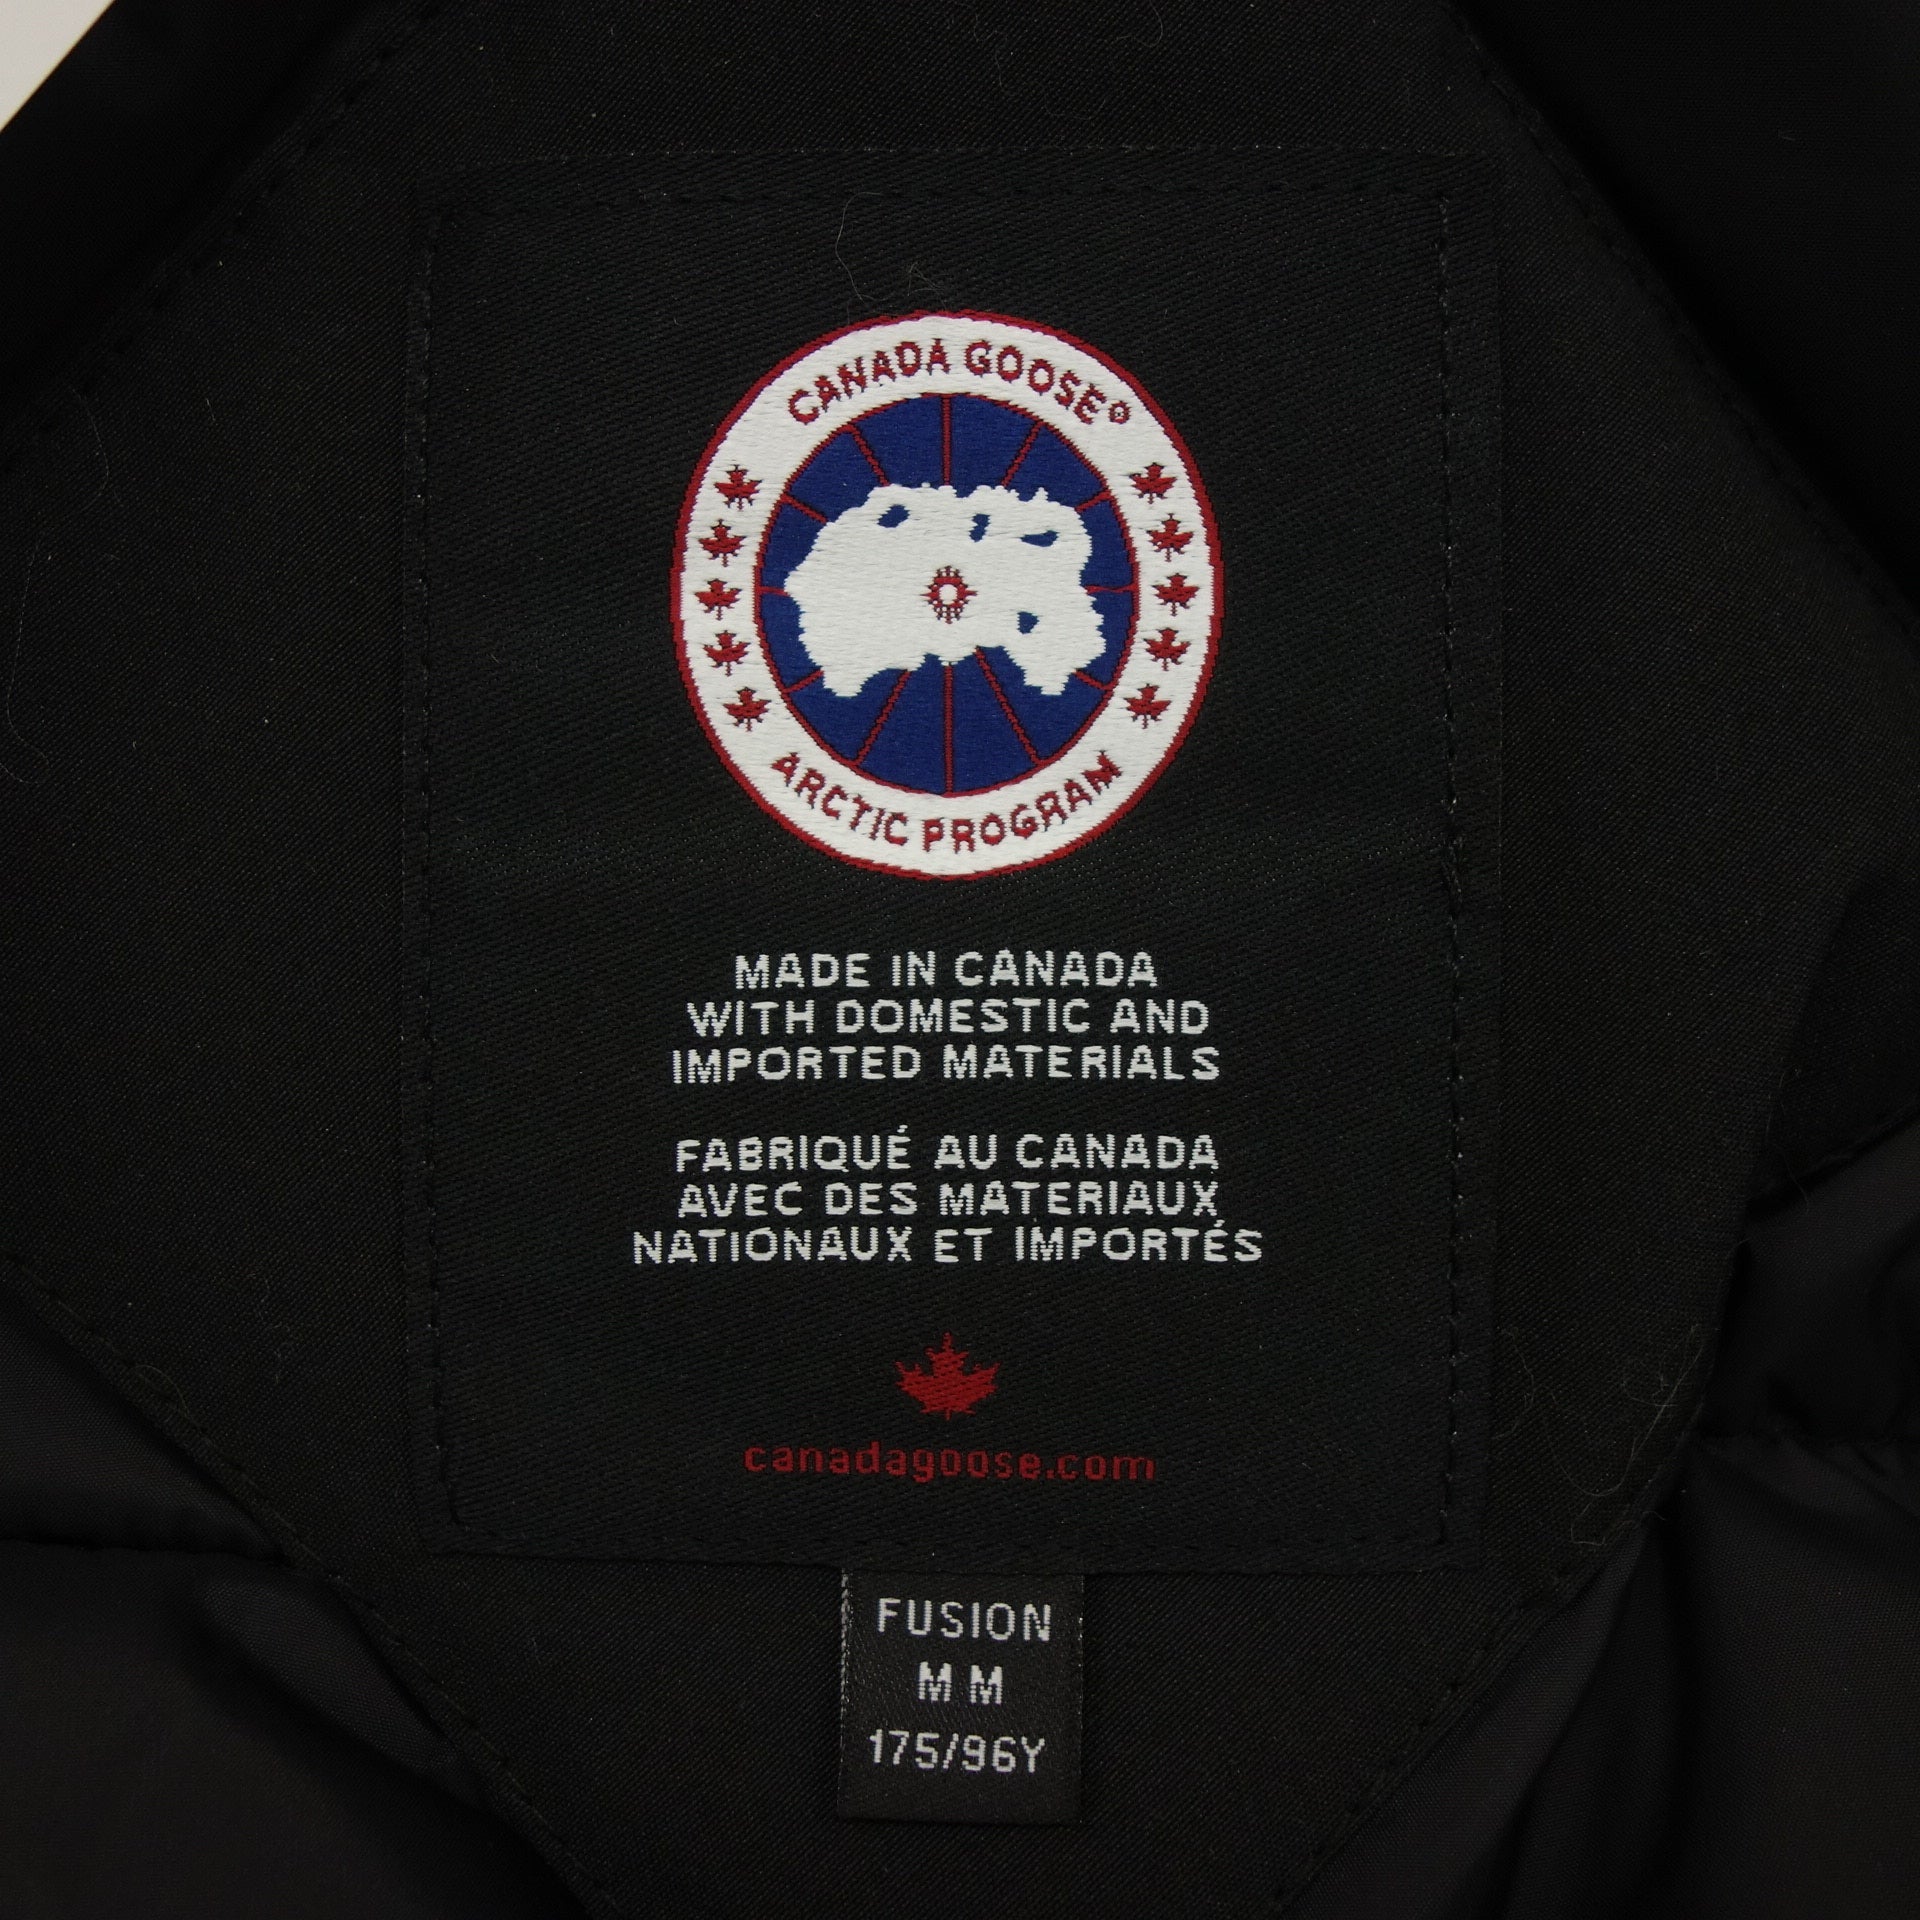 CANADA GOOSE®
ARCTIC PROGRAM
MADE IN CANADA
WITH DOMESTIC AND
IMPORTED MATERIALS
FABRIQUÉ AU CANADA
AVEC DES MATERIAUX
NATIONAUX ET IMPORTÉS
canadagoose.com
FUSION
M M
175/96Y